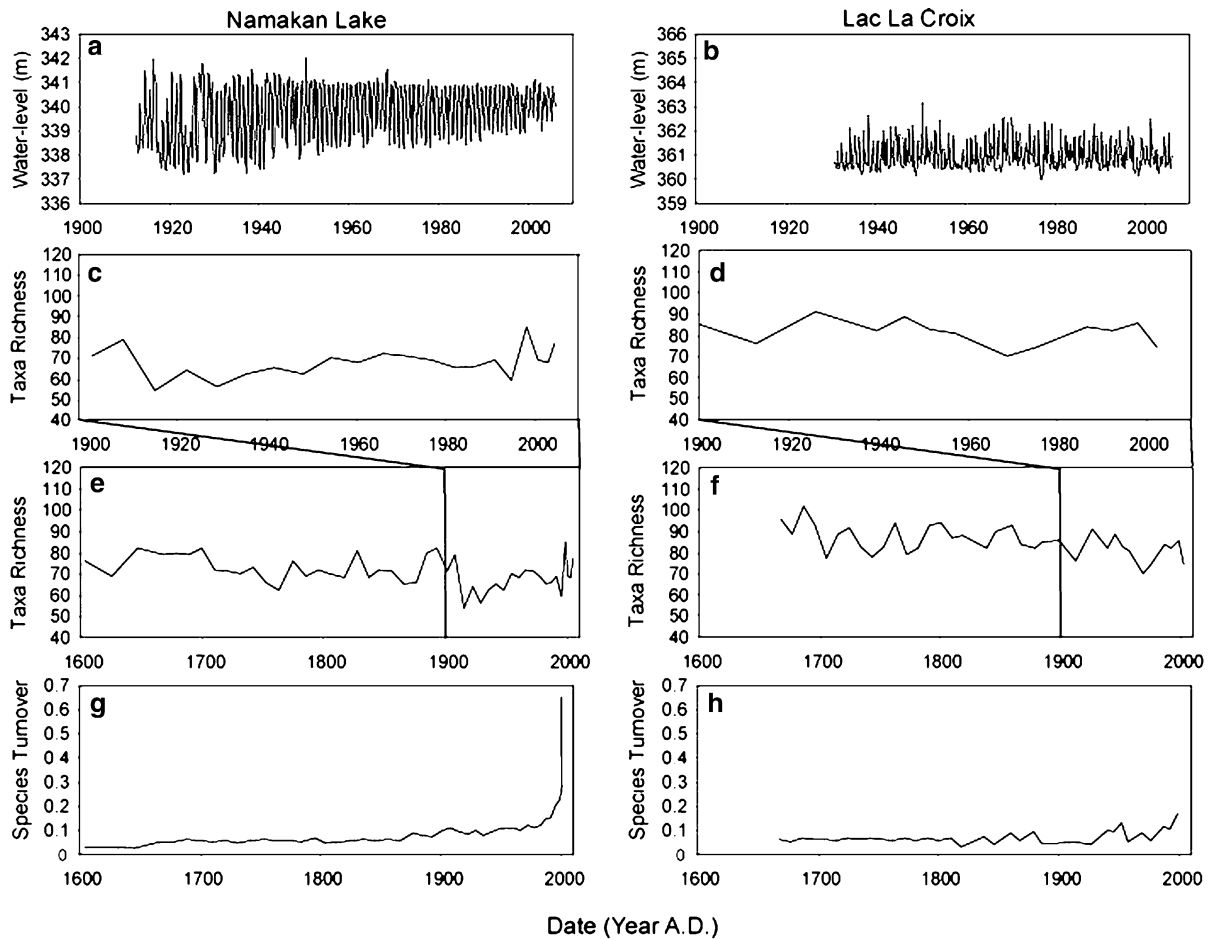 Namakan Lake
Lac La Croix
a
Water-level (m)
343
342
341
340
339
338
337
336
1900 1920 1940 1960 1980 2000
b
Water-level (m)
366
365
364
363
362
361
360
359
1900 1920 1940 1960 1980 2000
c
Taxa Richness
120
110
100
90
80
70
60
50
40
1900 1920 1940 1960 1980 2000
d
Taxa Richness
120
110
100
90
80
70
60
50
40
1900 1920 1940 1960 1980 2000
e
Taxa Richness
120
110
100
90
80
70
60
50
40
1600 1700 1800 1900 2000
f
Taxa Richness
120
110
100
90
80
70
60
50
40
1600 1700 1800 1900 2000
g
Species Turnover
0.7
0.6
0.5
0.4
0.3
0.2
0.1
0
1600 1700 1800 1900 2000
h
Species Turnover
0.7
0.6
0.5
0.4
0.3
0.2
0.1
0
1600 1700 1800 1900 2000
Date (Year A.D.)